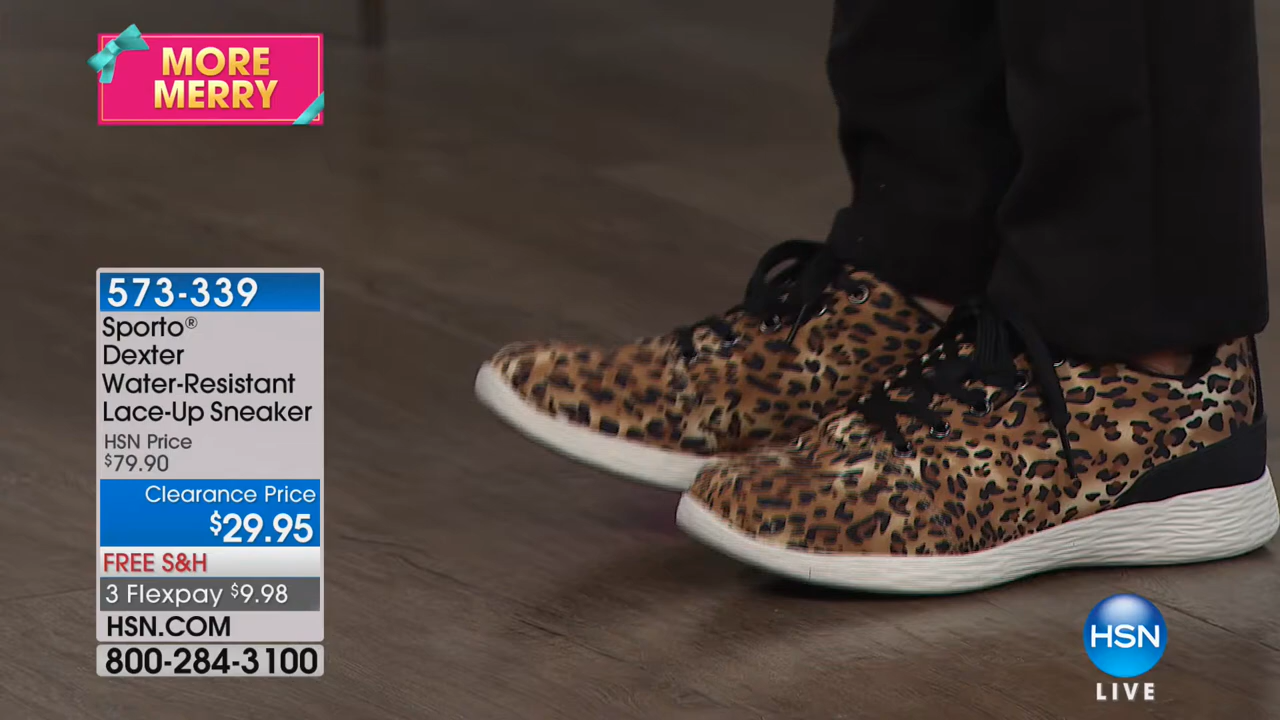 MORE
MERRY
573-339
Sporto®
Dexter
Water-Resistant
Lace-Up Sneaker
HSN Price
$79.90
Clearance Price
$29.95
FREE S&H
3 Flexpay $9.98
HSN.COM
800-284-3100
HSN
LIVE